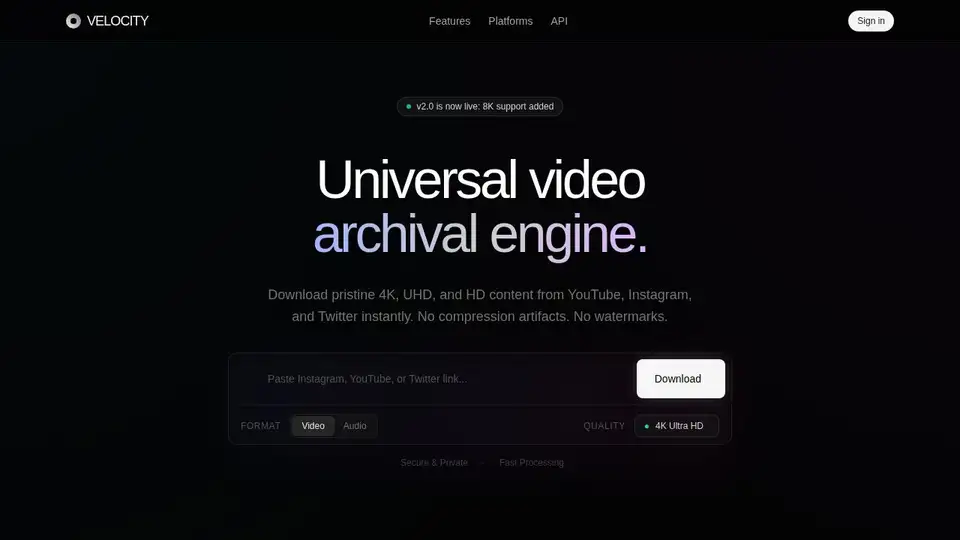 VELOCITY
Features Platforms API
Sign in
v2.0 is now live: 8K support added
Universal video
archival engine.
Download pristine 4K, UHD, and HD content from YouTube, Instagram,
and Twitter instantly. No compression artifacts. No watermarks.
Paste Instagram, YouTube, or Twitter link...
Download
FORMAT Video Audio
QUALITY 4K Ultra HD
Secure & Private · Fast Processing